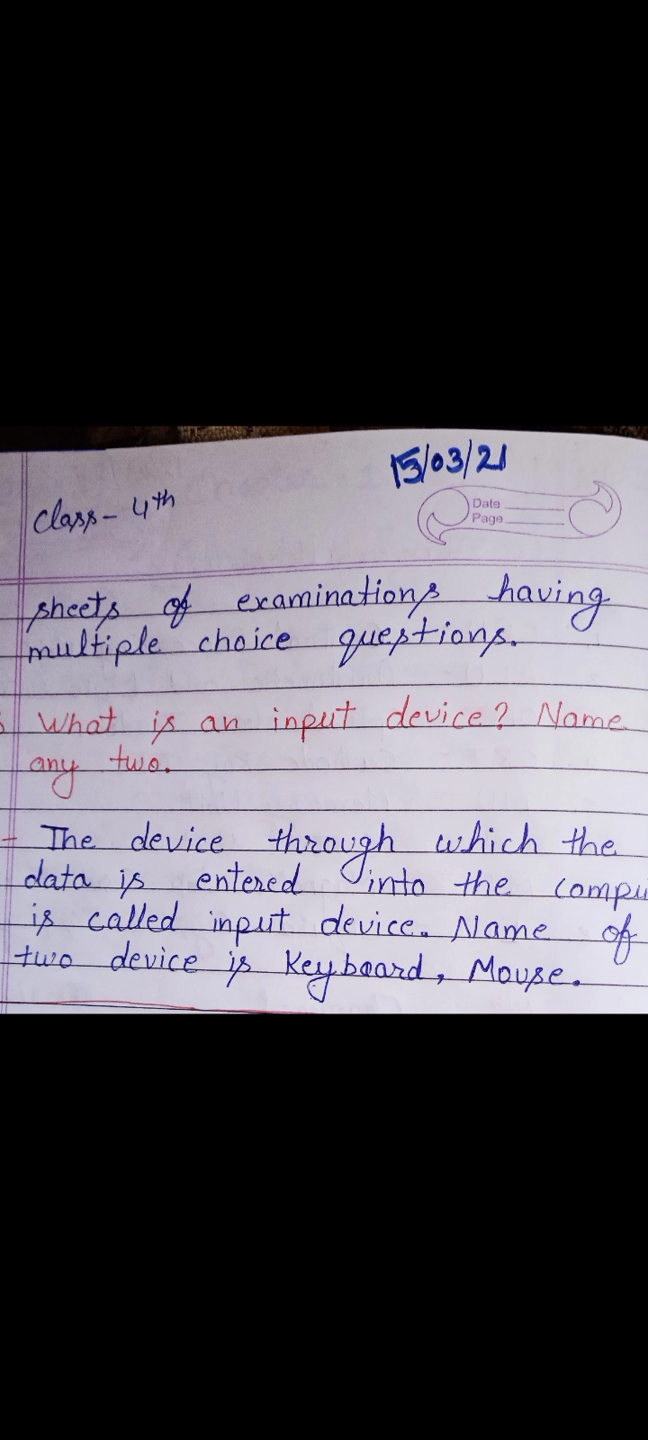 15/03/21
Class - 4th
Date
Page
sheets of examinations having
multiple choice questions.
What is an input device? Name
any two.
- The device through which the
data is entered into the compu
is called input device. Name of
two device is Keyboard, Mouse.